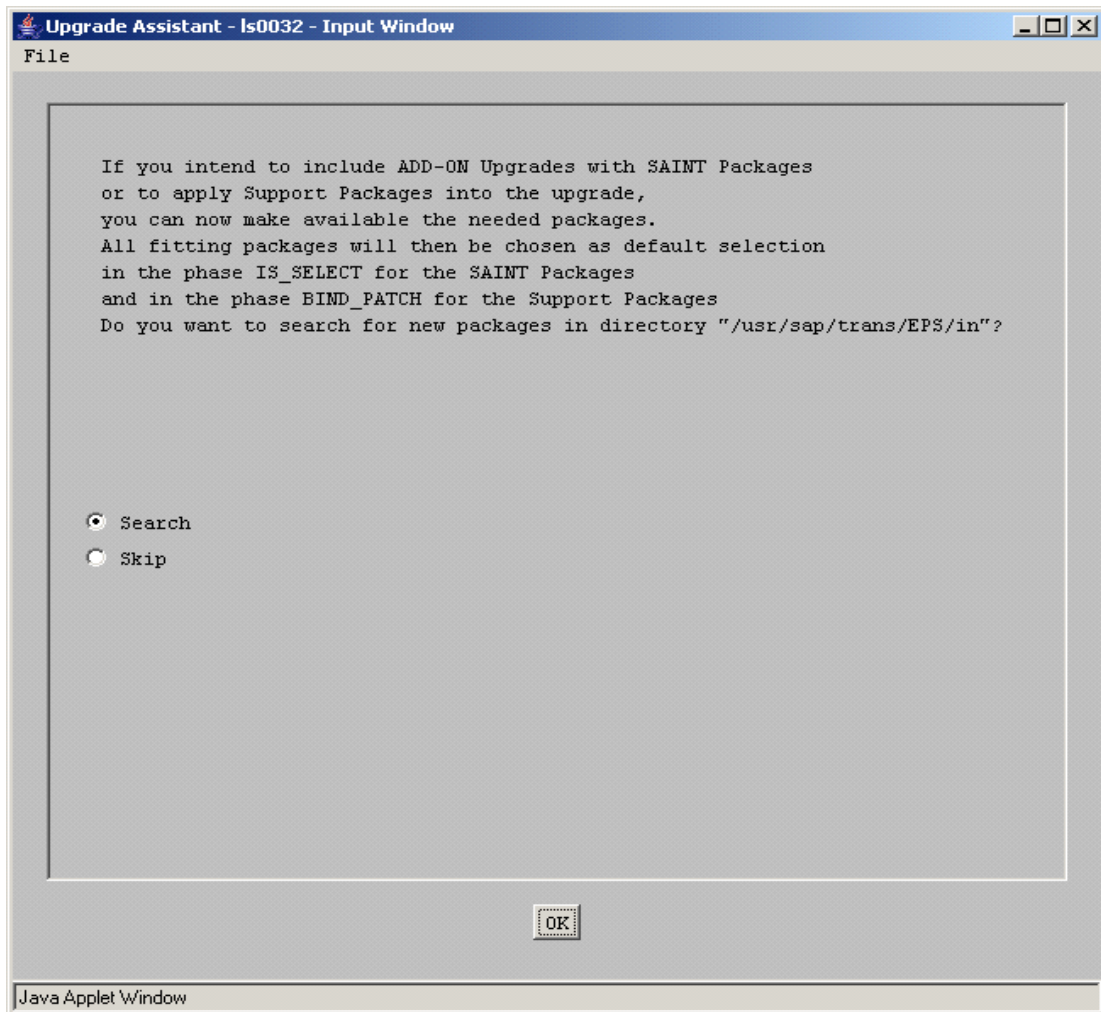 Upgrade Assistant - ls0032 - Input Window
File
If you intend to include ADD-ON Upgrades with SAINT Packages
or to apply Support Packages into the upgrade,
you can now make available the needed packages.
All fitting packages will then be chosen as default selection
in the phase IS_SELECT for the SAINT Packages
and in the phase BIND_PATCH for the Support Packages
Do you want to search for new packages in directory "/usr/sap/trans/EPS/in"?
Search
Skip
OK
Java Applet Window